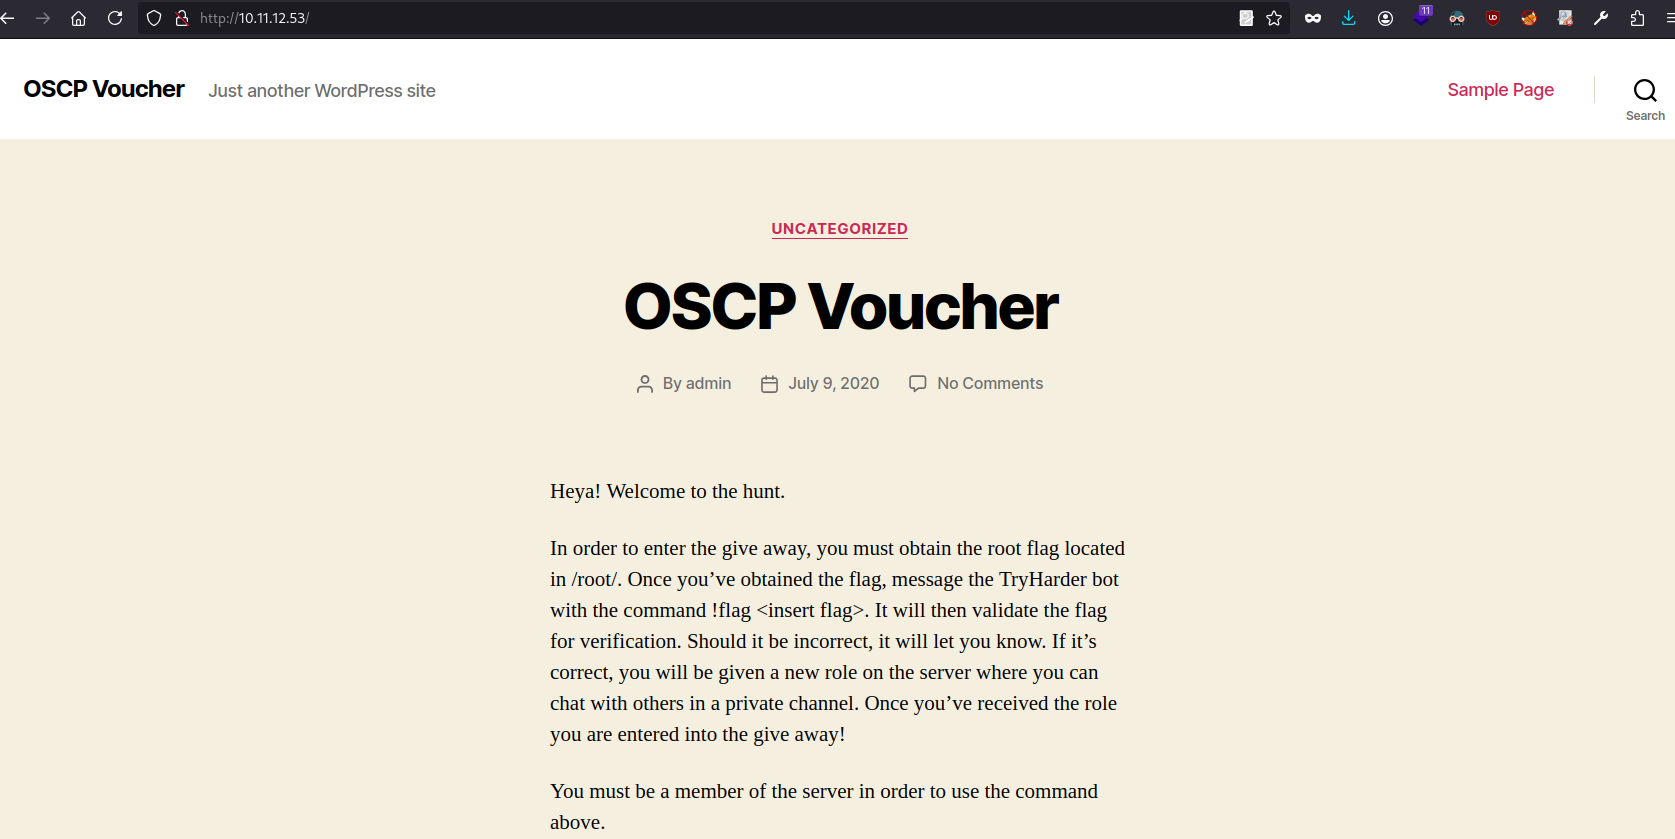 http://10.11.12.53/
11
UD
OSCP Voucher
Just another WordPress site
Sample Page
Search
UNCATEGORIZED
OSCP Voucher
By admin
July 9, 2020
No Comments
Heya! Welcome to the hunt.
In order to enter the give away, you must obtain the root flag located
in /root/. Once you’ve obtained the flag, message the TryHarder bot
with the command !flag <insert flag>. It will then validate the flag
for verification. Should it be incorrect, it will let you know. If it’s
correct, you will be given a new role on the server where you can
chat with others in a private channel. Once you’ve received the role
you are entered into the give away!
You must be a member of the server in order to use the command
above.